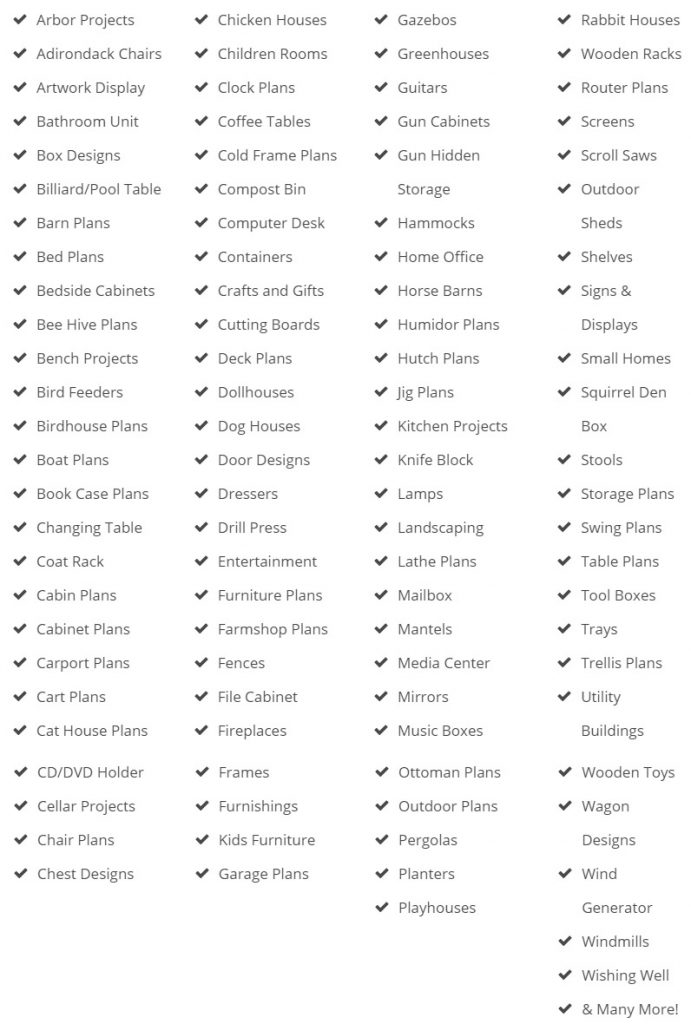 Arbor Projects
Adirondack Chairs
Artwork Display
Bathroom Unit
Box Designs
Billiard/Pool Table
Barn Plans
Bed Plans
Bedside Cabinets
Bee Hive Plans
Bench Projects
Bird Feeders
Birdhouse Plans
Boat Plans
Book Case Plans
Changing Table
Coat Rack
Cabin Plans
Cabinet Plans
Carport Plans
Cart Plans
Cat House Plans
CD/DVD Holder
Cellar Projects
Chair Plans
Chest Designs
Chicken Houses
Children Rooms
Clock Plans
Coffee Tables
Cold Frame Plans
Compost Bin
Computer Desk
Containers
Crafts and Gifts
Cutting Boards
Deck Plans
Dollhouses
Dog Houses
Door Designs
Dressers
Drill Press
Entertainment
Furniture Plans
Farmshop Plans
Fences
File Cabinet
Fireplaces
Frames
Furnishings
Kids Furniture
Garage Plans
Gazebos
Greenhouses
Guitars
Gun Cabinets
Gun Hidden
Storage
Hammocks
Home Office
Horse Barns
Humidor Plans
Hutch Plans
Jig Plans
Kitchen Projects
Knife Block
Lamps
Landscaping
Lathe Plans
Mailbox
Mantels
Media Center
Mirrors
Music Boxes
Ottoman Plans
Outdoor Plans
Pergolas
Planters
Playhouses
Rabbit Houses
Wooden Racks
Router Plans
Screens
Scroll Saws
Outdoor
Sheds
Shelves
Signs &
Displays
Small Homes
Squirrel Den
Box
Stools
Storage Plans
Swing Plans
Table Plans
Tool Boxes
Trays
Trellis Plans
Utility
Buildings
Wooden Toys
Wagon
Designs
Wind
Generator
Windmills
Wishing Well
& Many More!